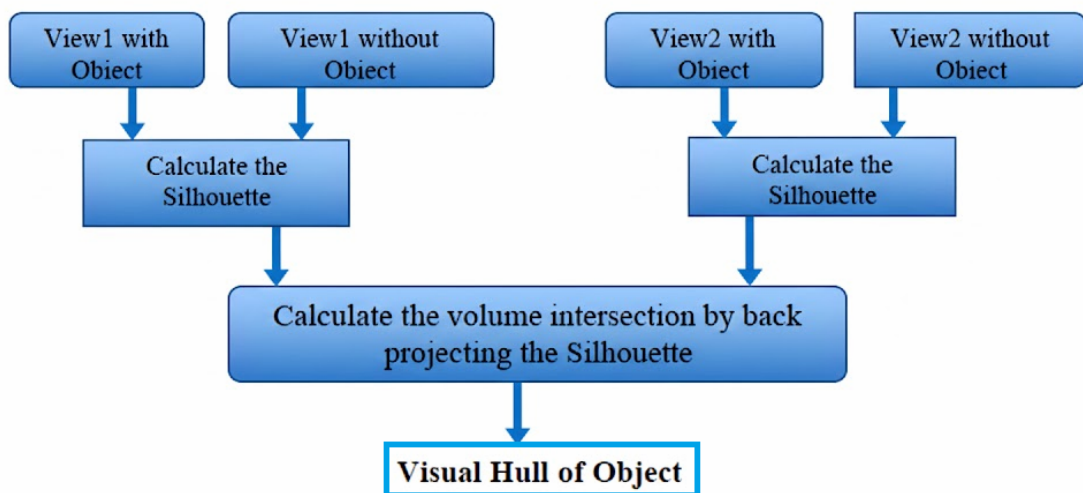 View1 with
Obiect
View1 without
Obiect
View2 with
Obiect
View2 without
Obiect
Calculate the
Silhouette
Calculate the
Silhouette
Calculate the volume intersection by back
projecting the Silhouette
Visual Hull of Object